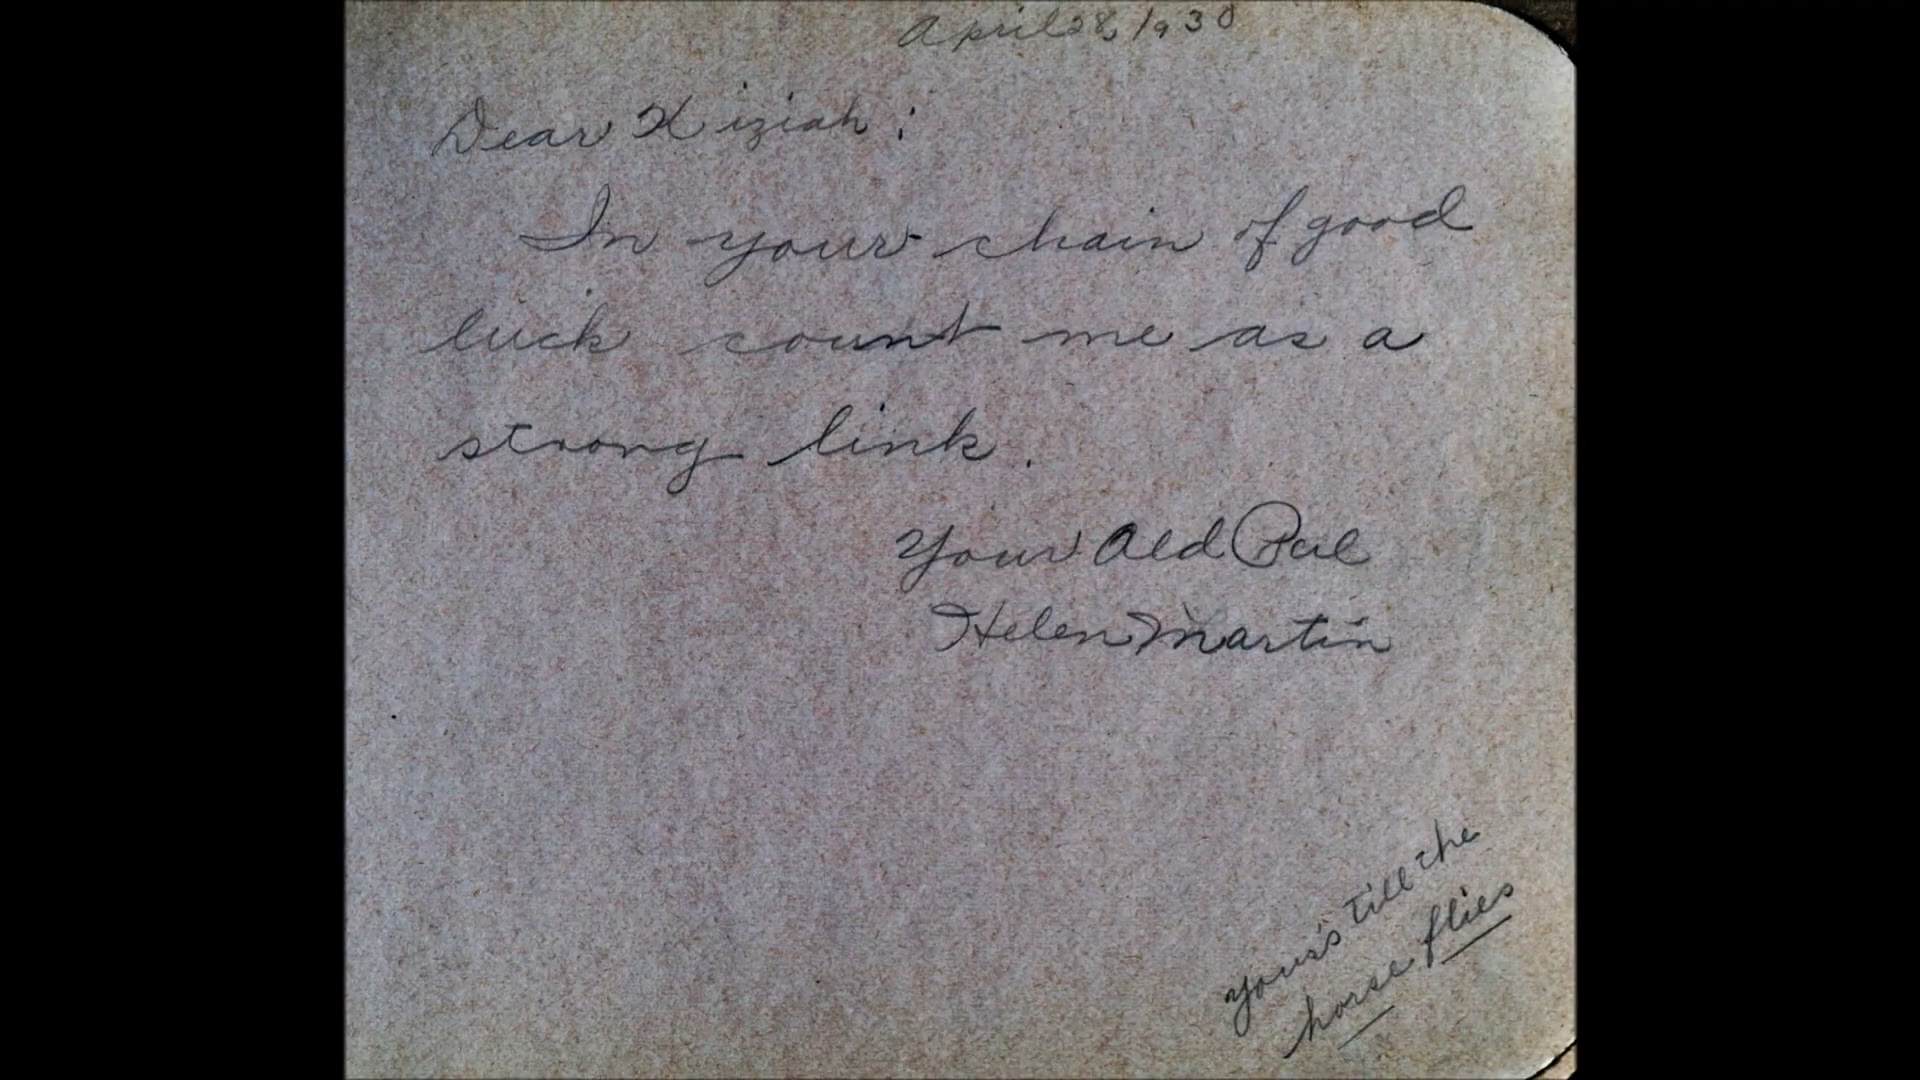 April 28, 1930
Dear Kiziah:
In your chain of good
luck count me as a
strong link.
Your Old Pal
Helen Martin
your's till the
horse flies